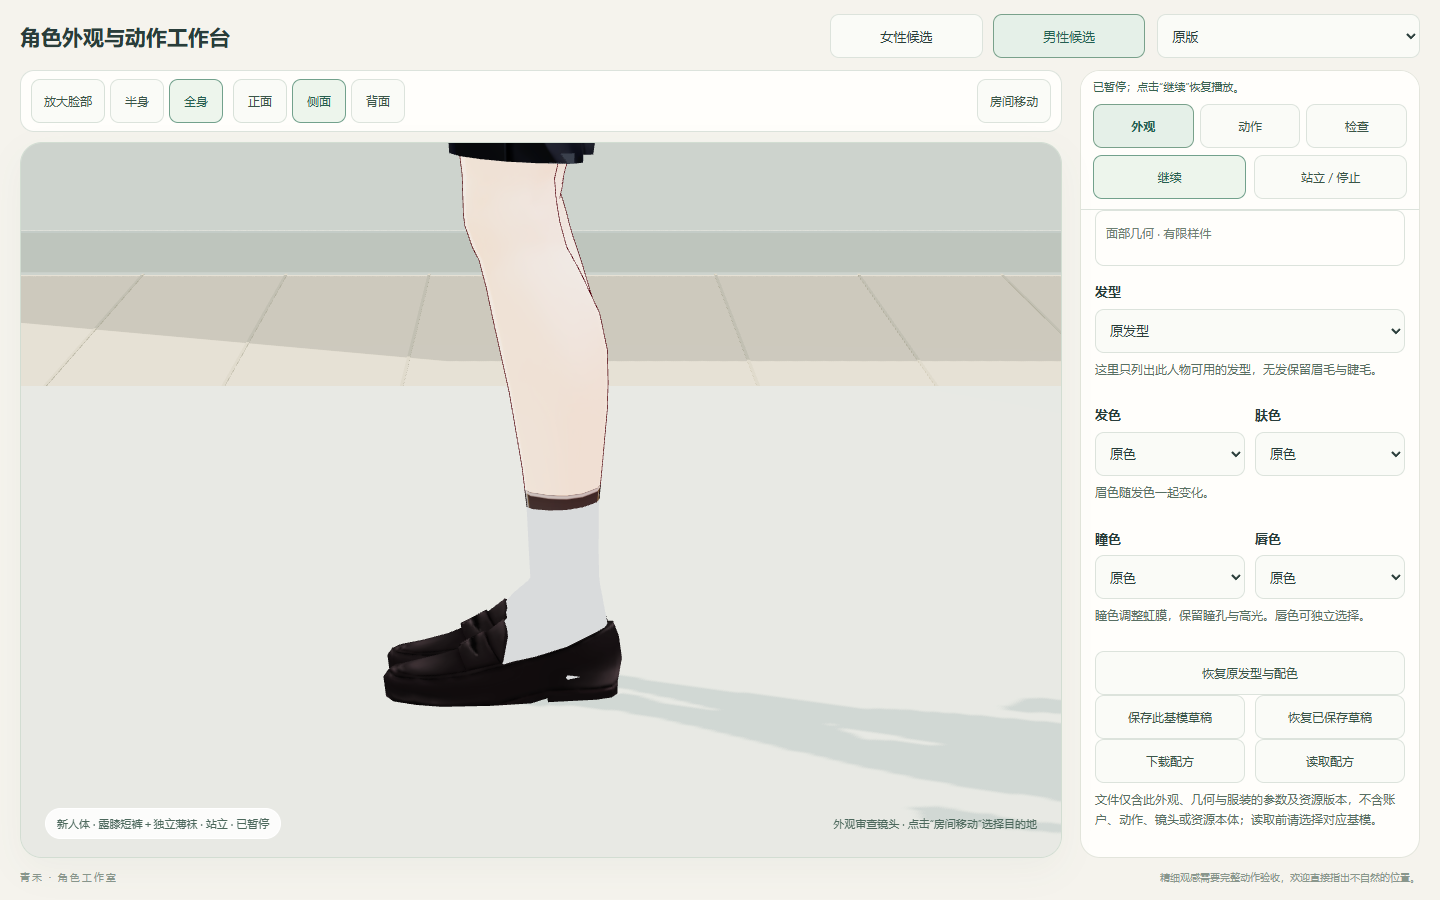 角色外观与动作工作台
女性候选
男性候选
原版
放大脸部
半身
全身
正面
侧面
背面
房间移动
已暂停；点击“继续”恢复播放。
外观
动作
检查
继续
站立 / 停止
面部几何 · 有限样件
发型
原发型
这里只列出此人物可用的发型，无发保留眉毛与睫毛。
发色
肤色
原色
原色
眉色随发色一起变化。
瞳色
唇色
原色
原色
瞳色调整虹膜，保留瞳孔与高光。唇色可独立选择。
恢复原发型与配色
保存此基模草稿
恢复已保存草稿
下载配方
读取配方
文件仅含此外观、几何与服装的参数及资源版本，不含账
户、动作、镜头或资源本体；读取前请选择对应基模。
新人体 · 露膝短裤 + 独立薄袜 · 站立 · 已暂停
外观审查镜头 · 点击“房间移动”选择目的地
青禾 · 角色工作室
精细观感需要完整动作验收，欢迎直接指出不自然的位置。